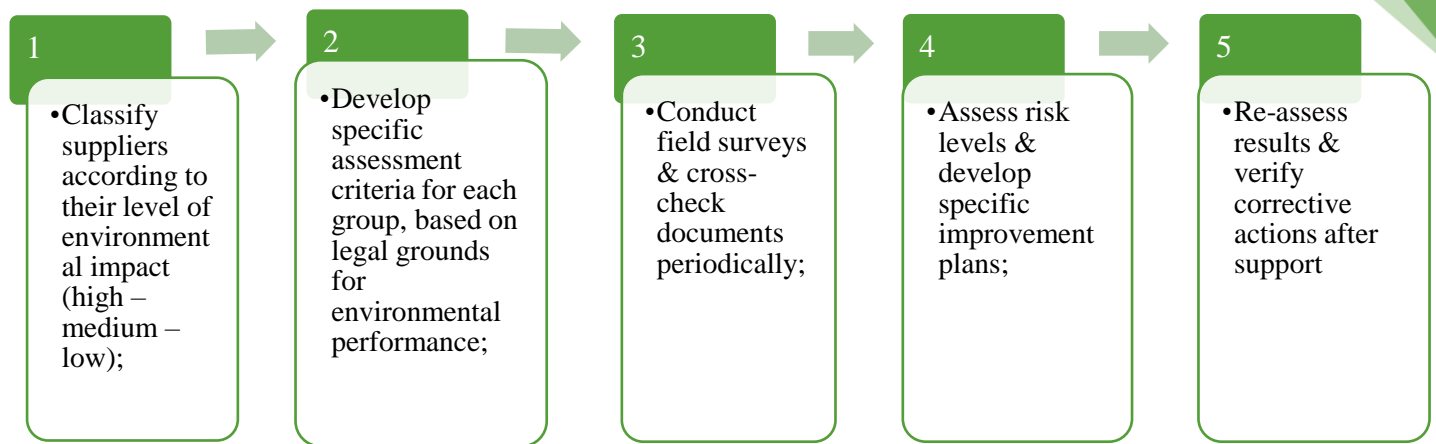 1
•Classify
suppliers
according to
their level of
environment
al impact
(high –
medium –
low);
2
•Develop
specific
assessment
criteria for each
group, based on
legal grounds
for
environmental
performance;
3
•Conduct
field surveys
& cross-
check
documents
periodically;
4
•Assess risk
levels &
develop
specific
improvement
plans;
5
•Re-assess
results &
verify
corrective
actions after
support